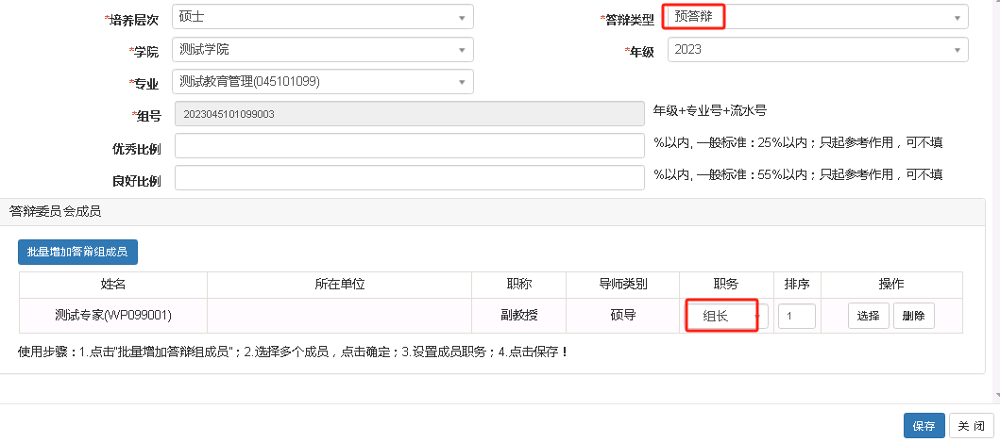 *培养层次 硕士 *答辩类型 预答辩
*学院 测试学院 *年级 2023
*专业 测试教育管理(045101099)
*组号 2023045101099003 年级+专业号+流水号
优秀比例 %以内, 一般标准：25%以内；只起参考作用，可不填
良好比例 %以内, 一般标准：55%以内；只起参考作用，可不填
答辩委员会成员
批量增加答辩组成员
姓名 所在单位 职称 导师类别 职务 排序 操作
测试专家(WP099001) 副教授 硕导 组长 1 选择 删除
使用步骤：1.点击"批量增加答辩组成员"；2.选择多个成员，点击确定；3.设置成员职务；4.点击保存！
保存 关 闭